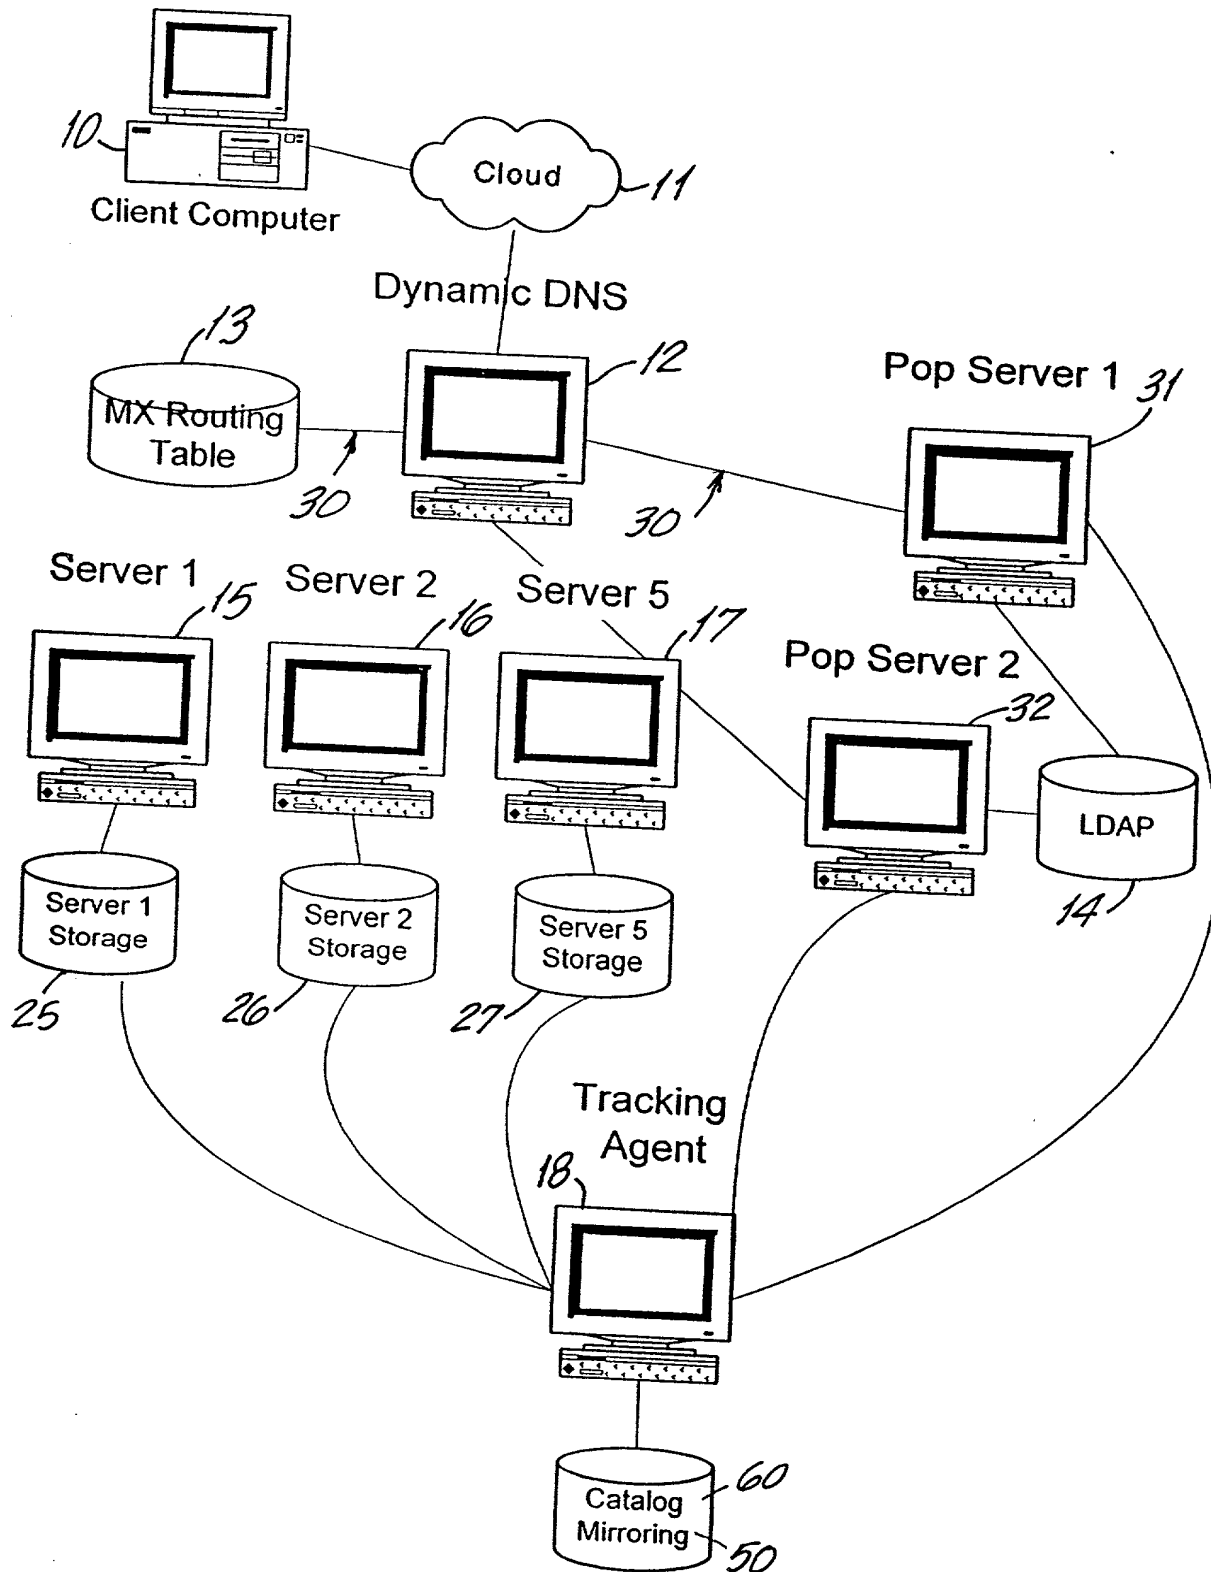 10
Client Computer
Cloud
11
Dynamic DNS
13
MX Routing
Table
30
12
30
Pop Server 1
31
Server 1
15
Server 2
16
Server 5
17
Pop Server 2
32
LDAP
14
Server 1
Storage
25
Server 2
Storage
26
Server 5
Storage
27
Tracking
Agent
18
Catalog
Mirroring
60
50